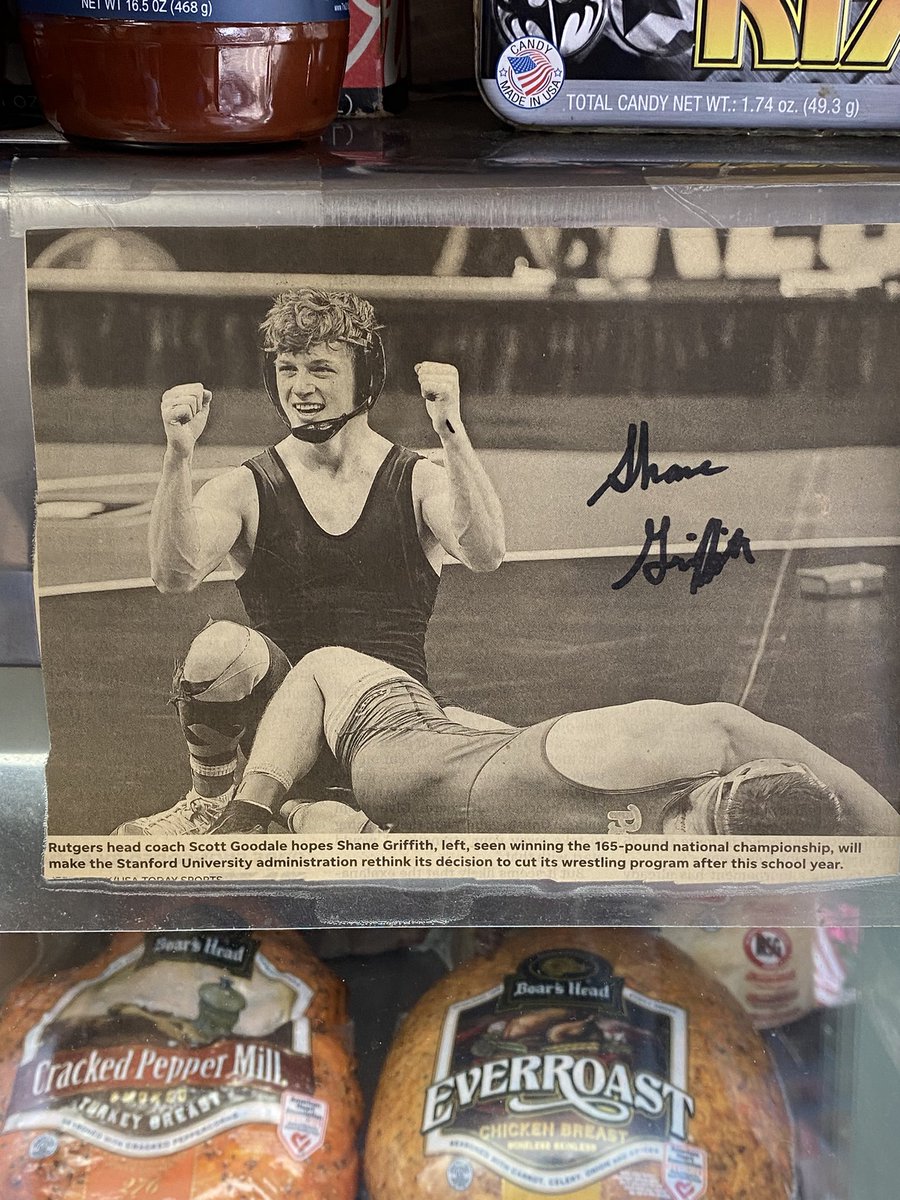 NET WT 16.5 OZ (468 g)
CANDY
MADE IN USA
TOTAL CANDY NET WT.: 1.74 oz. (49.3 g)
Shane
Griffith
Rutgers head coach Scott Goodale hopes Shane Griffith, left, seen winning the 165-pound national championship, will
make the Stanford University administration rethink its decision to cut its wrestling program after this school year.
/USA TODAY SPORTS
Boar's Head
Cracked Pepper Mill
SMOKED
TURKEY BREAST
Boar's Head
EVERROAST
CHICKEN BREAST